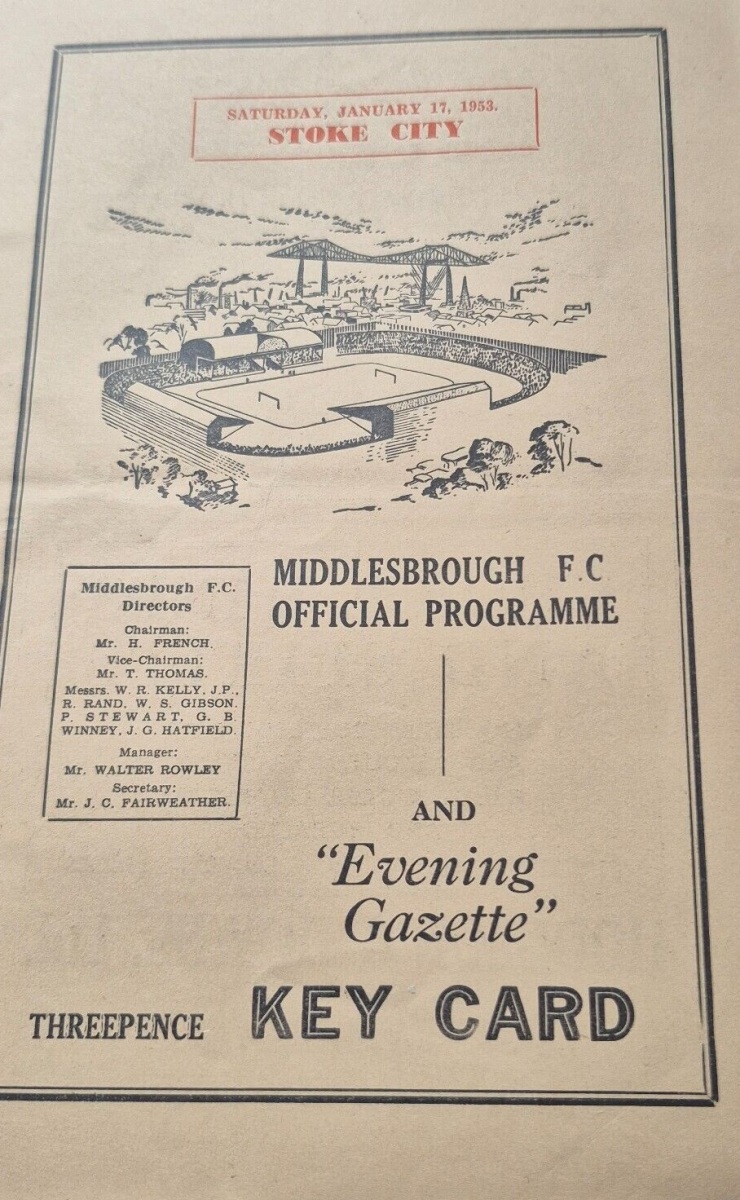 SATURDAY, JANUARY 17, 1953.
STOKE CITY
MIDDLESBROUGH F.C
OFFICIAL PROGRAMME
Middlesbrough F.C.
Directors
Chairman:
Mr. H. FRENCH.
Vice-Chairman:
Mr. T. THOMAS.
Messrs. W. R. KELLY, J.P.,
R. RAND, W. S. GIBSON.
P. STEWART, G. B.
WINNEY, J. G. HATFIELD.
Manager:
Mr. WALTER ROWLEY
Secretary:
Mr. J. C. FAIRWEATHER.
AND
"Evening
Gazette"
THREEPENCE KEY CARD